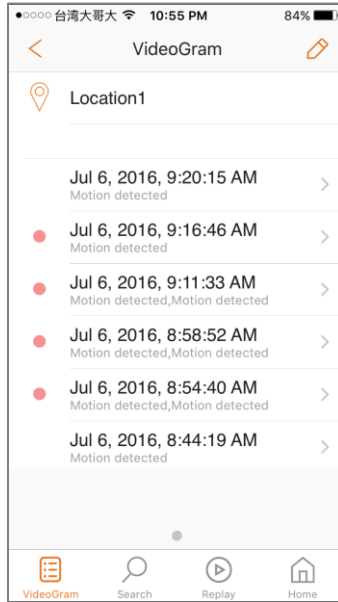 台湾大哥大 10:55 PM 84%
VideoGram
Location1
Jul 6, 2016, 9:20:15 AM
Motion detected
Jul 6, 2016, 9:16:46 AM
Motion detected
Jul 6, 2016, 9:11:33 AM
Motion detected,Motion detected
Jul 6, 2016, 8:58:52 AM
Motion detected,Motion detected
Jul 6, 2016, 8:54:40 AM
Motion detected,Motion detected
Jul 6, 2016, 8:44:19 AM
Motion detected
VideoGram Search Replay Home